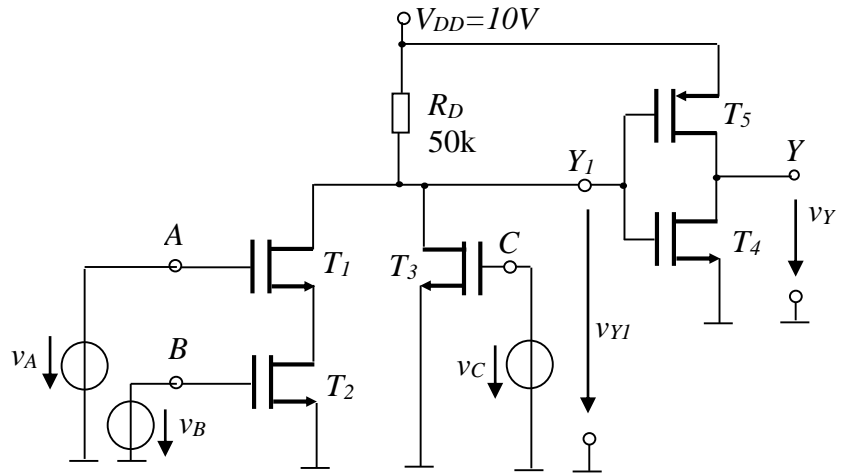 V_DD=10V
R_D
50k
T_5
Y_1
Y
A
T_1
T_3
C
T_4
v_Y
v_A
B
T_2
v_B
v_C
v_Y1